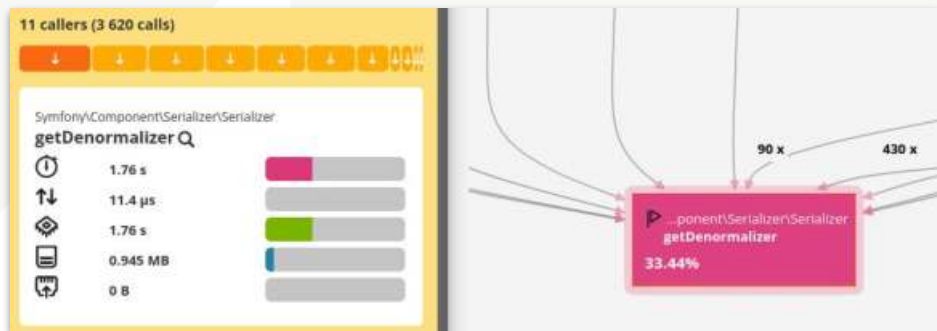 11 callers (3 620 calls)
Symfony\Component\Serializer\Serializer
getDenormalizer
1.76 s
11.4 µs
1.76 s
0.945 MB
0 B
90 x
430 x
...ponent\Serializer\Serializer
getDenormalizer
33.44%